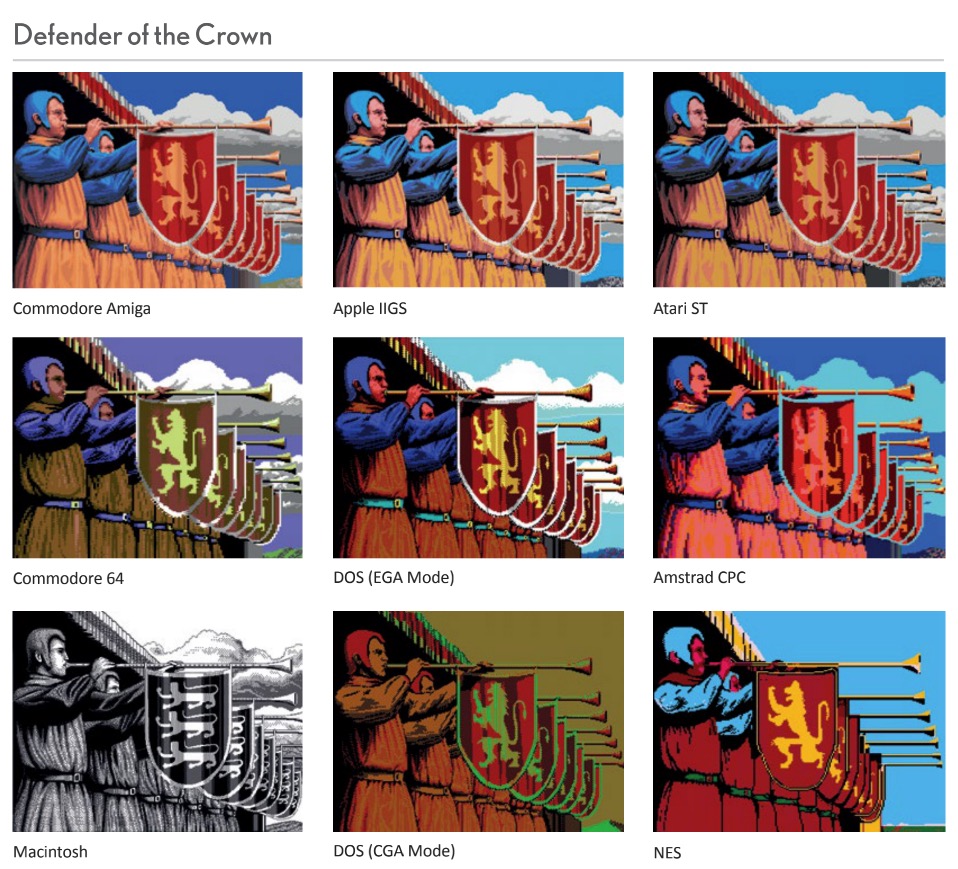 Defender of the Crown
Commodore Amiga
Apple IIGS
Atari ST
Commodore 64
DOS (EGA Mode)
Amstrad CPC
Macintosh
DOS (CGA Mode)
NES